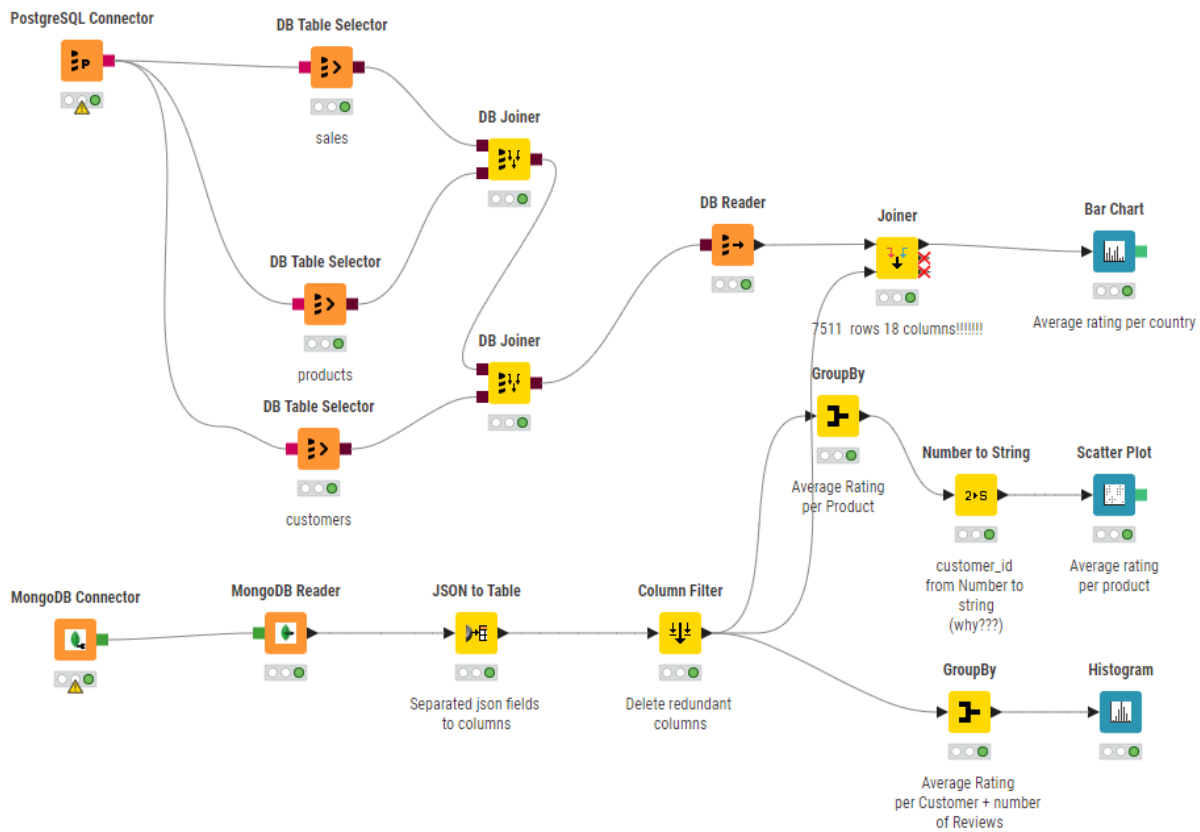 PostgreSQL Connector
P
DB Table Selector
sales
DB Joiner
DB Table Selector
products
DB Joiner
DB Table Selector
customers
DB Reader
Joiner
7511 rows 18 columns!!!!!!!
Bar Chart
Average rating per country
GroupBy
Average Rating
per Product
Number to String
2▸S
customer_id
from Number to
string
(why???)
Scatter Plot
Average rating
per product
MongoDB Connector
MongoDB Reader
JSON to Table
Separated json fields
to columns
Column Filter
Delete redundant
columns
GroupBy
Average Rating
per Customer + number
of Reviews
Histogram